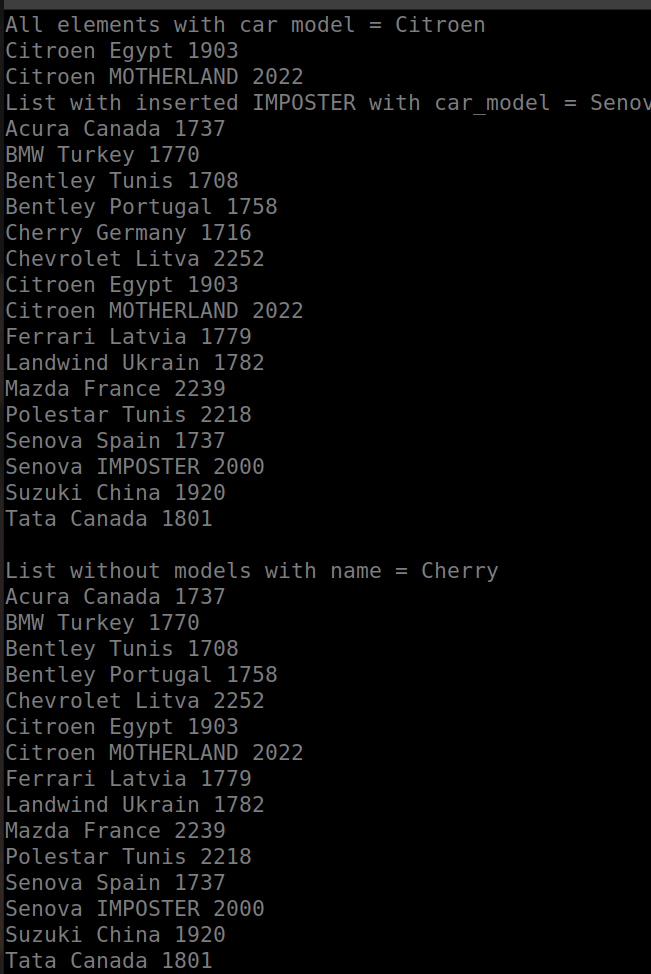 All elements with car model = Citroen
Citroen Egypt 1903
Citroen MOTHERLAND 2022
List with inserted IMPOSTER with car_model = Senov
Acura Canada 1737
BMW Turkey 1770
Bentley Tunis 1708
Bentley Portugal 1758
Cherry Germany 1716
Chevrolet Litva 2252
Citroen Egypt 1903
Citroen MOTHERLAND 2022
Ferrari Latvia 1779
Landwind Ukrain 1782
Mazda France 2239
Polestar Tunis 2218
Senova Spain 1737
Senova IMPOSTER 2000
Suzuki China 1920
Tata Canada 1801
List without models with name = Cherry
Acura Canada 1737
BMW Turkey 1770
Bentley Tunis 1708
Bentley Portugal 1758
Chevrolet Litva 2252
Citroen Egypt 1903
Citroen MOTHERLAND 2022
Ferrari Latvia 1779
Landwind Ukrain 1782
Mazda France 2239
Polestar Tunis 2218
Senova Spain 1737
Senova IMPOSTER 2000
Suzuki China 1920
Tata Canada 1801